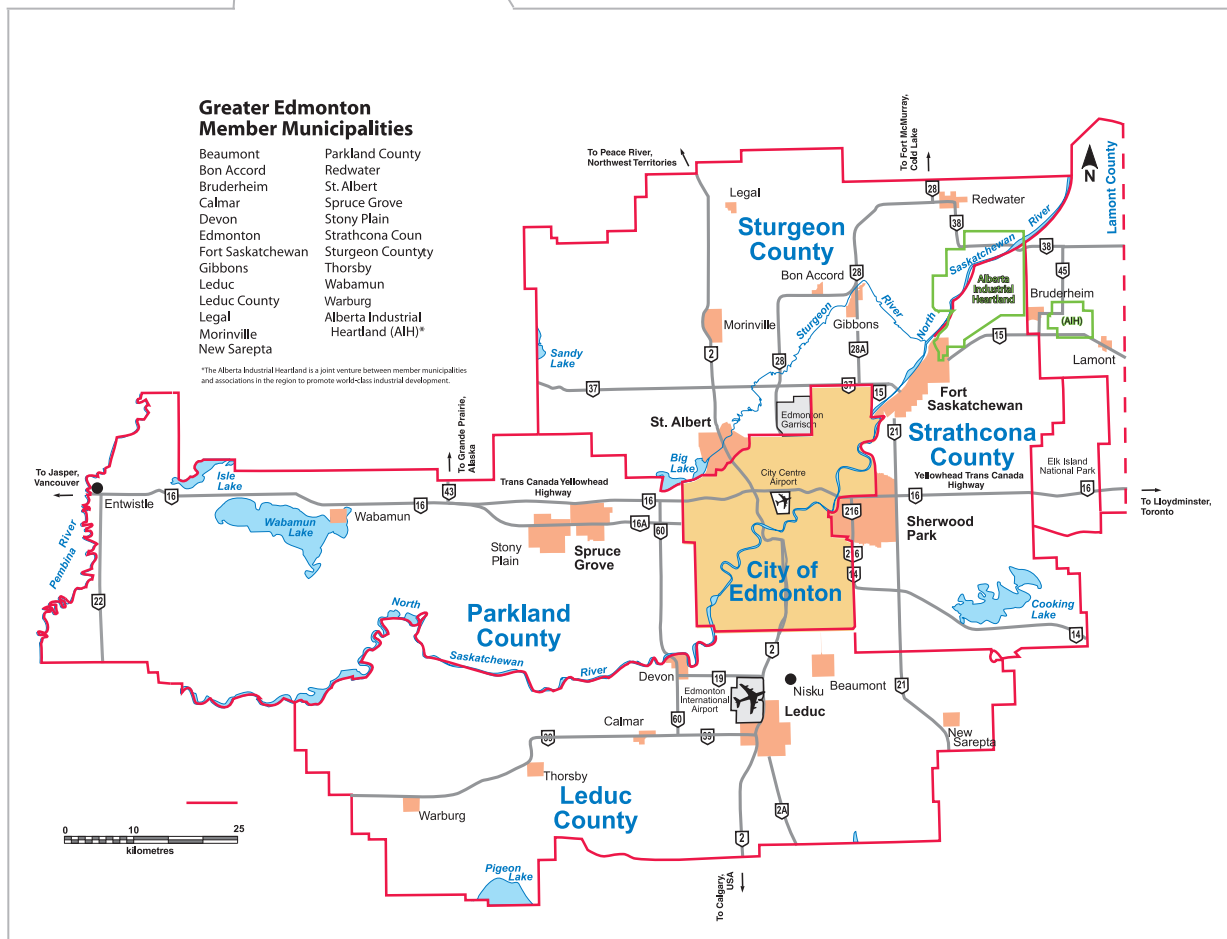 Greater Edmonton
Member Municipalities
Beaumont
Bon Accord
Bruderheim
Calmar
Devon
Edmonton
Fort Saskatchewan
Gibbons
Leduc
Leduc County
Legal
Morinville
New Sarepta
Parkland County
Redwater
St. Albert
Spruce Grove
Stony Plain
Strathcona Coun
Sturgeon Countyty
Thorsby
Wabamun
Warburg
Alberta Industrial
Heartland (AIH)*
*The Alberta Industrial Heartland is a joint venture between member municipalities
and associations in the region to promote world-class industrial development.
To Peace River,
Northwest Territories
To Fort McMurray,
Cold Lake
N
Lamont County
Legal
28
Redwater
Sturgeon
County
38
Saskatchewan
River
38
Bon Accord
28
Alberta
Industrial
Heartland
45
Bruderheim
Sturgeon
River
Gibbons
North
(AIH)
Morinville
2
28
28A
15
Lamont
Sandy
Lake
37
37
15
Fort
Saskatchewan
Edmonton
Garrison
St. Albert
21
Strathcona
County
To Grande Prairie,
Alaska
Big
Lake
City Centre
Airport
Yellowhead Trans Canada
Highway
Elk Island
National Park
To Jasper,
Vancouver
Isle
Lake
43
Trans Canada Yellowhead
Highway
Entwistle
16
16
16
16
16
To Lloydminster,
Toronto
Wabamun
Lake
Wabamun
16A
60
216
Sherwood
Park
Stony
Plain
Spruce
Grove
216
14
River
Pembina
City of
Edmonton
22
Cooking
Lake
North
Parkland
County
14
Saskatchewan
River
2
Devon
19
Edmonton
International
Airport
Nisku
Beaumont
21
Leduc
60
Calmar
39
39
New
Sarepta
Thorsby
Leduc
County
Warburg
2A
0
10
25
kilometres
2
Pigeon
Lake
To Calgary,
USA